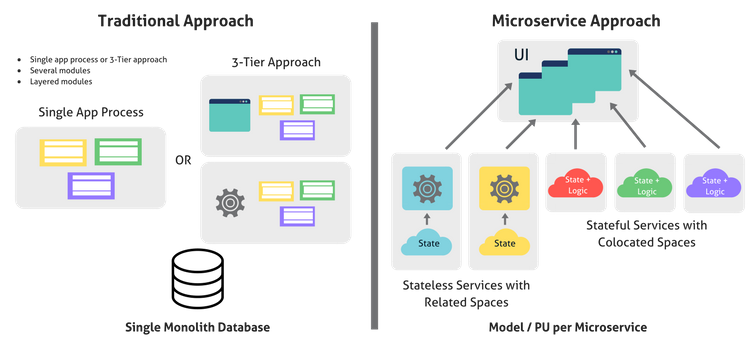 Traditional Approach
Single app process or 3-Tier approach
Several modules
Layered modules
3-Tier Approach
Single App Process
OR
Single Monolith Database
Microservice Approach
UI
State +
Logic
State +
Logic
State +
Logic
State
State
Stateful Services with
Colocated Spaces
Stateless Services with
Related Spaces
Model / PU per Microservice